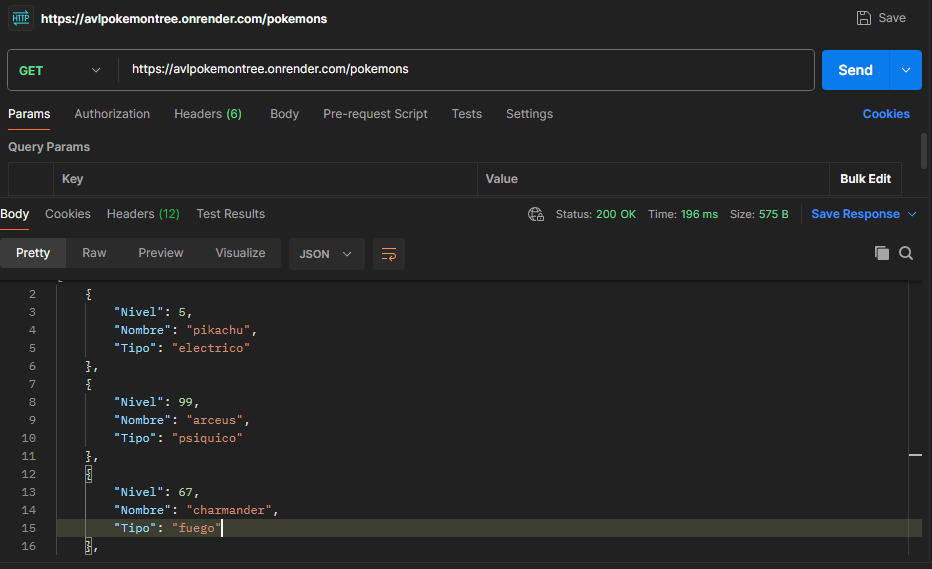 HTTP https://avlpokemontree.onrender.com/pokemons Save
GET https://avlpokemontree.onrender.com/pokemons Send
Params Authorization Headers (6) Body Pre-request Script Tests Settings Cookies
Query Params
Key Value Bulk Edit
Body Cookies Headers (12) Test Results Status: 200 OK Time: 196 ms Size: 575 B Save Response
Pretty Raw Preview Visualize JSON
2 {
3 "Nivel": 5,
4 "Nombre": "pikachu",
5 "Tipo": "electrico"
6 },
7 {
8 "Nivel": 99,
9 "Nombre": "arceus",
10 "Tipo": "psiquico"
11 },
12 {
13 "Nivel": 67,
14 "Nombre": "charmander",
15 "Tipo": "fuego"
16 },